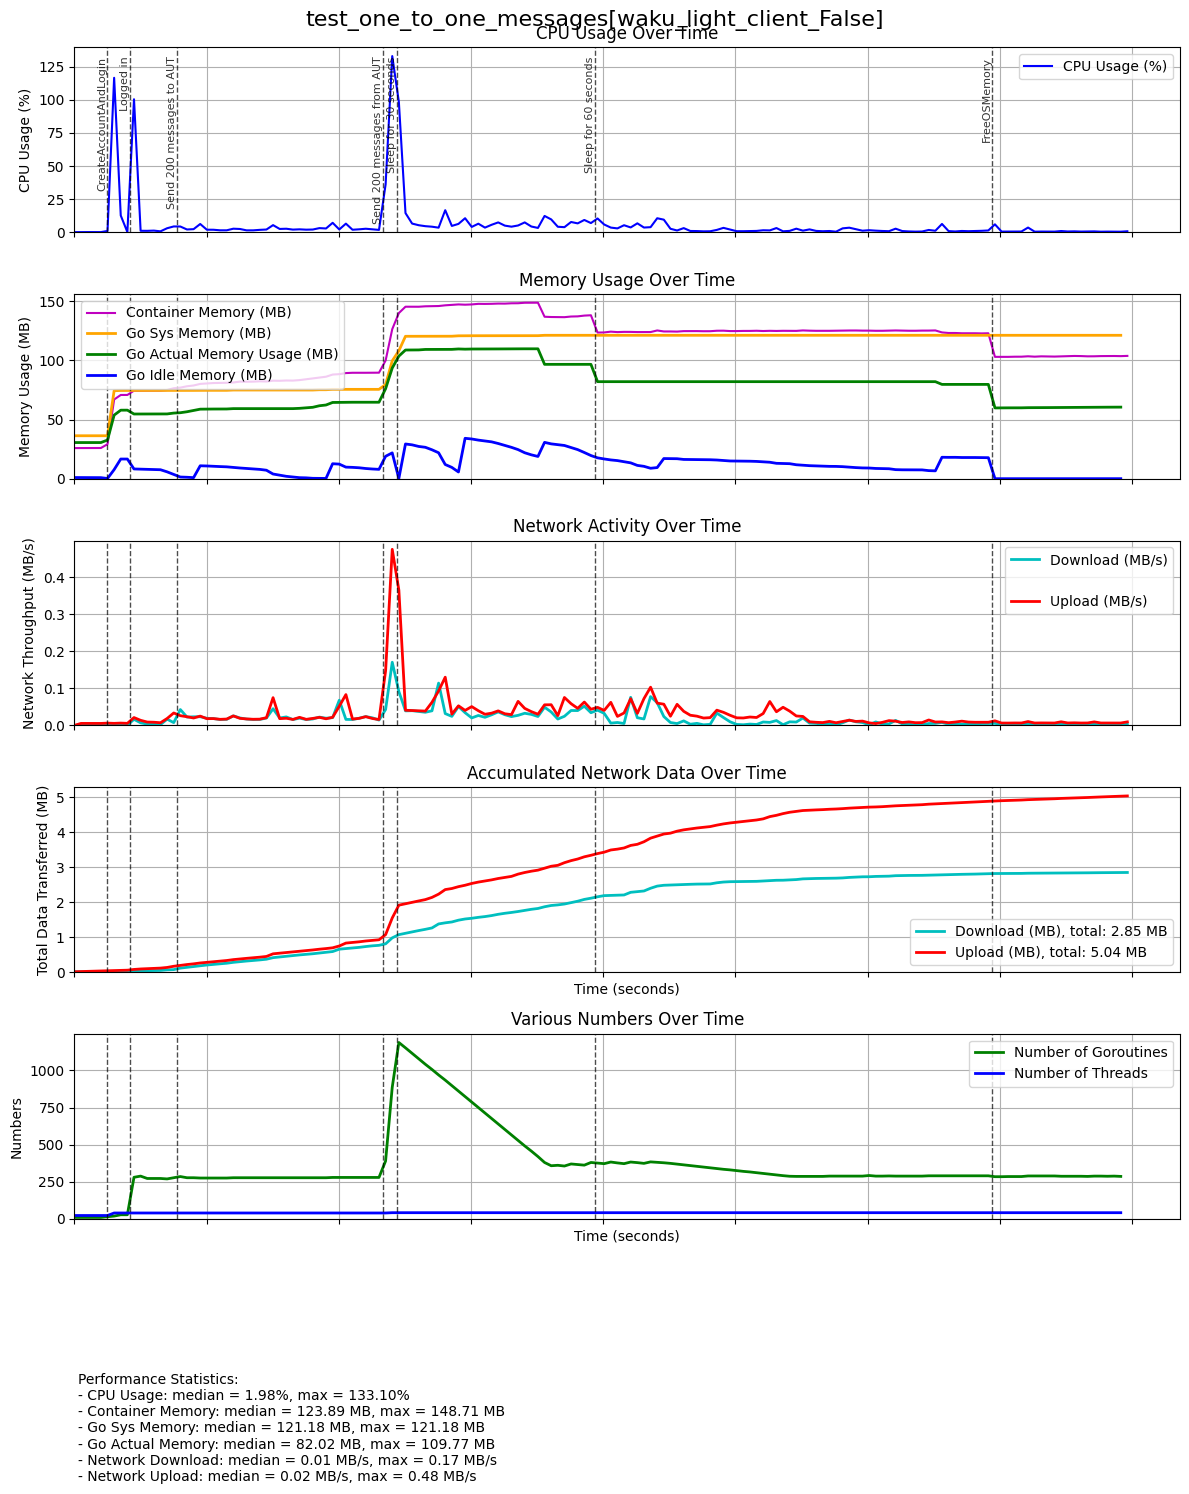 test_one_to_one_messages[waku_light_client_False]
CPU Usage Over Time
CPU Usage (%)
125
100
75
50
25
0
CreateAccountAndLogin
Logged in
Send 200 messages to AUT
Send 200 messages from AUT
Sleep for 30 seconds
Sleep for 60 seconds
FreeOSMemory
CPU Usage (%)
Memory Usage Over Time
Memory Usage (MB)
150
100
50
0
Container Memory (MB)
Go Sys Memory (MB)
Go Actual Memory Usage (MB)
Go Idle Memory (MB)
Network Activity Over Time
Network Throughput (MB/s)
0.4
0.3
0.2
0.1
0.0
Download (MB/s)
Upload (MB/s)
Accumulated Network Data Over Time
Total Data Transferred (MB)
5
4
3
2
1
0
Download (MB), total: 2.85 MB
Upload (MB), total: 5.04 MB
Time (seconds)
Various Numbers Over Time
Numbers
1000
750
500
250
0
Number of Goroutines
Number of Threads
Time (seconds)
Performance Statistics:
- CPU Usage: median = 1.98%, max = 133.10%
- Container Memory: median = 123.89 MB, max = 148.71 MB
- Go Sys Memory: median = 121.18 MB, max = 121.18 MB
- Go Actual Memory: median = 82.02 MB, max = 109.77 MB
- Network Download: median = 0.01 MB/s, max = 0.17 MB/s
- Network Upload: median = 0.02 MB/s, max = 0.48 MB/s